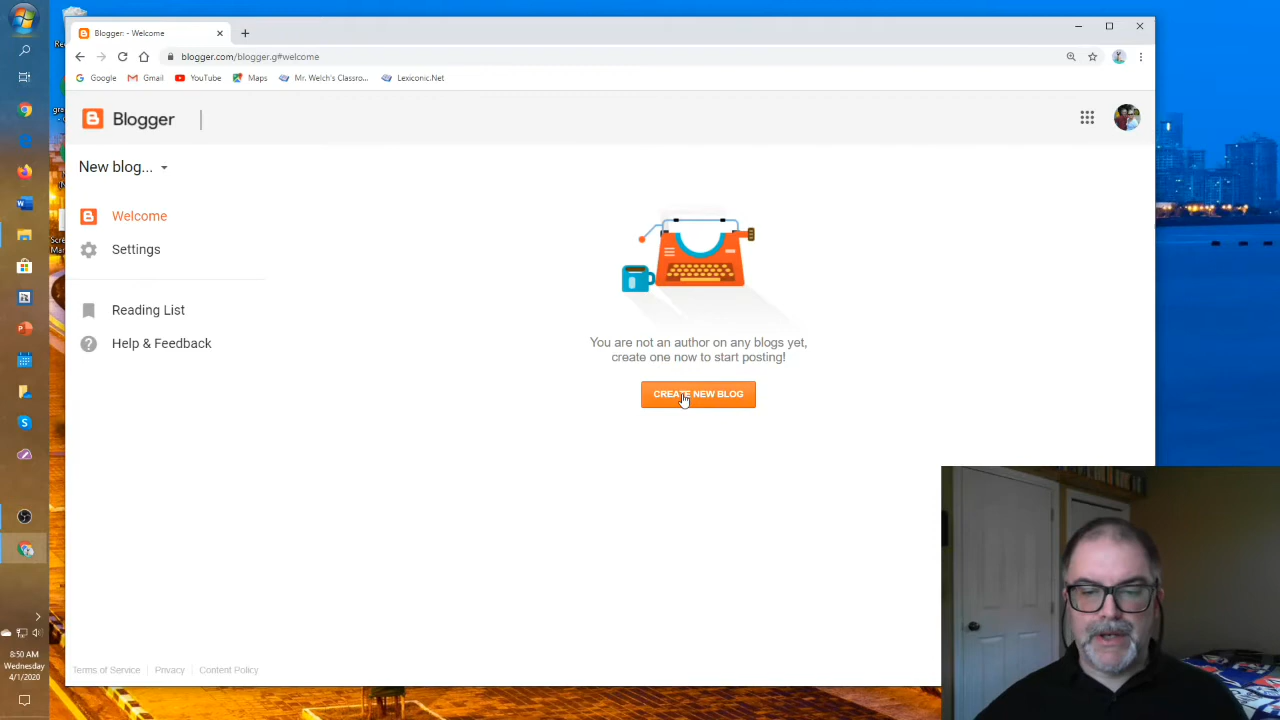 Blogger: - Welcome
blogger.com/blogger.g#welcome
Google
Gmail
YouTube
Maps
Mr. Welch's Classro...
Lexiconic.Net
Blogger
New blog...
Welcome
Settings
Reading List
Help & Feedback
You are not an author on any blogs yet,
create one now to start posting!
CREATE NEW BLOG
Terms of Service
Privacy
Content Policy
8:50 AM
Wednesday
4/1/2020